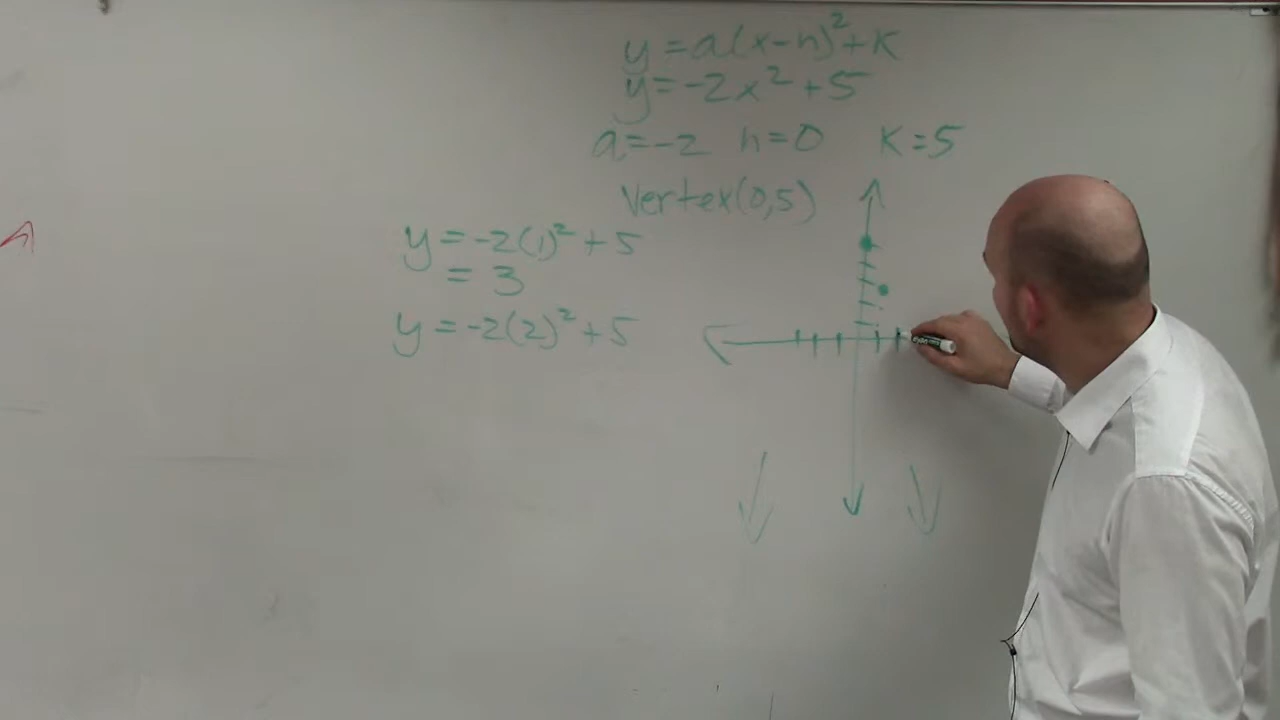 y = a(x-h)²+K
y = -2x²+5
a=-2 h=0 K=5
Vertex(0,5)
y = -2(1)²+5
= 3
y = -2(2)²+5